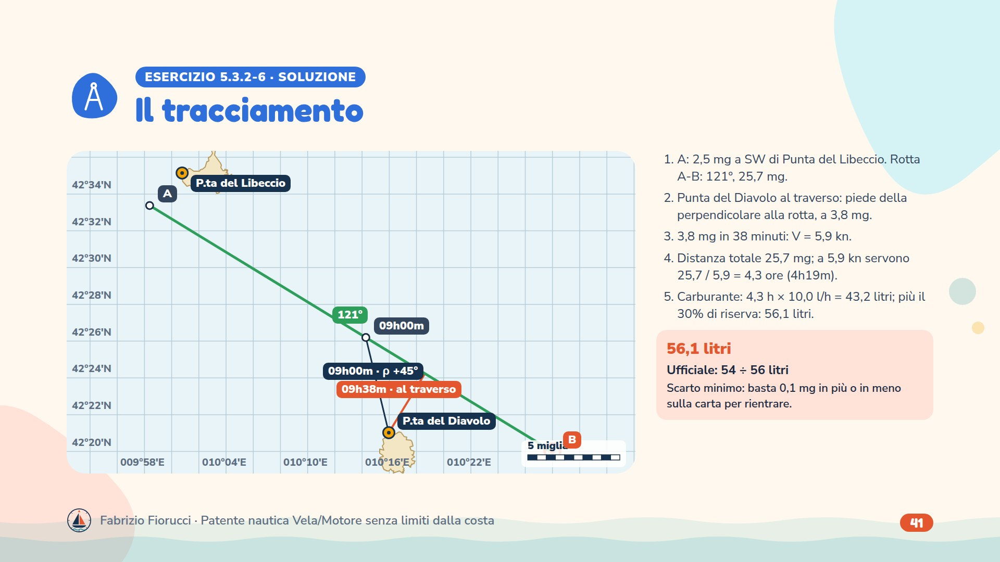 ESERCIZIO 5.3.2-6 · SOLUZIONE
Il tracciamento
42°34'N
42°32'N
42°30'N
42°28'N
42°26'N
42°24'N
42°22'N
42°20'N
009°58'E
010°04'E
010°10'E
010°16'E
010°22'E
P.ta del Libeccio
A
121°
09h00m
09h00m · ρ +45°
09h38m · al traverso
P.ta del Diavolo
B
5 miglia
1. A: 2,5 mg a SW di Punta del Libeccio. Rotta
A-B: 121°, 25,7 mg.
2. Punta del Diavolo al traverso: piede della
perpendicolare alla rotta, a 3,8 mg.
3. 3,8 mg in 38 minuti: V = 5,9 kn.
4. Distanza totale 25,7 mg; a 5,9 kn servono
25,7 / 5,9 = 4,3 ore (4h19m).
5. Carburante: 4,3 h × 10,0 l/h = 43,2 litri; più il
30% di riserva: 56,1 litri.
56,1 litri
Ufficiale: 54 ÷ 56 litri
Scarto minimo: basta 0,1 mg in più o in meno
sulla carta per rientrare.
Fabrizio Fiorucci · Patente nautica Vela/Motore senza limiti dalla costa
41